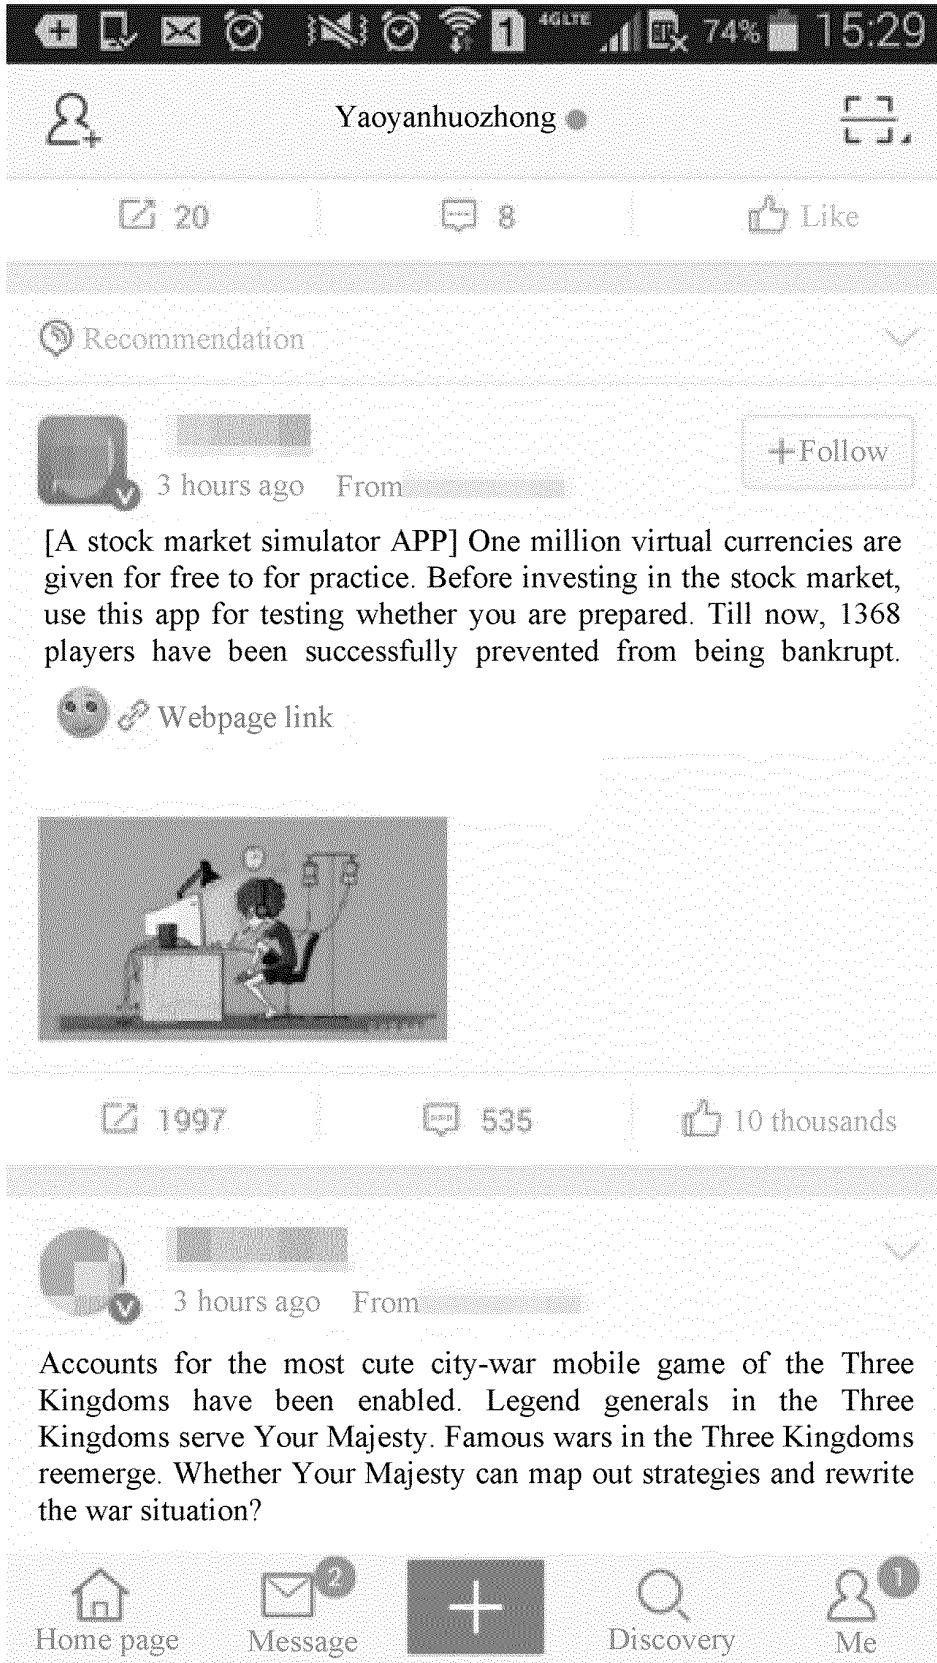 1 4G LTE 74% 15:29
Yaoyanhuozhong
20 8 Like
Recommendation
+Follow
3 hours ago From
[A stock market simulator APP] One million virtual currencies are
given for free to for practice. Before investing in the stock market,
use this app for testing whether you are prepared. Till now, 1368
players have been successfully prevented from being bankrupt.
Webpage link
1997 535 10 thousands
V
3 hours ago From
Accounts for the most cute city-war mobile game of the Three
Kingdoms have been enabled. Legend generals in the Three
Kingdoms serve Your Majesty. Famous wars in the Three Kingdoms
reemerge. Whether Your Majesty can map out strategies and rewrite
the war situation?
2 1
Home page Message Discovery Me